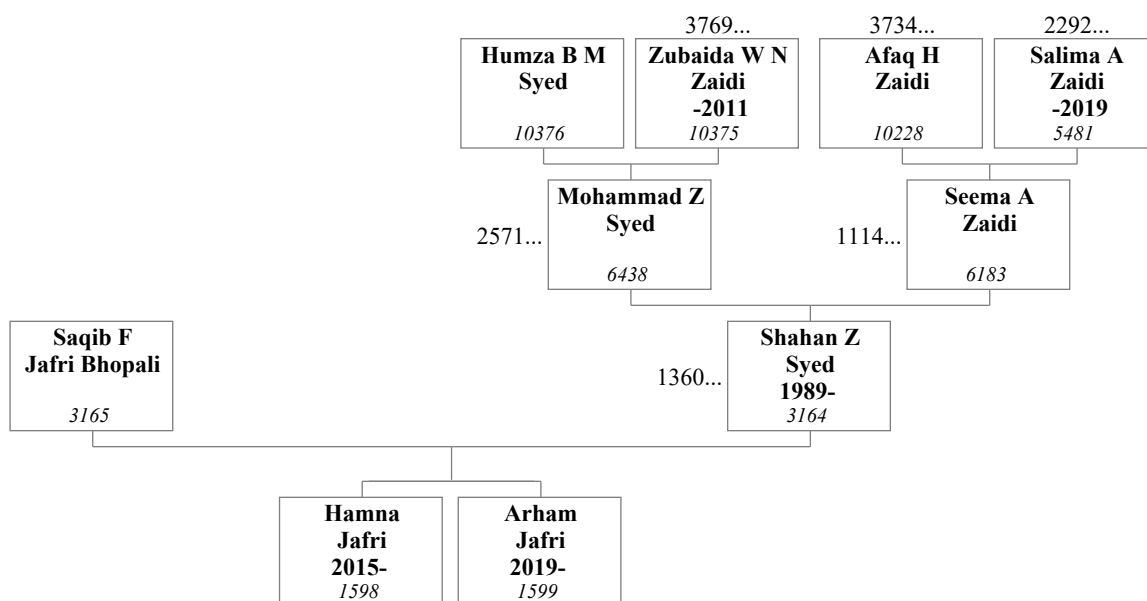 3769...
3734...
2292...
Humza B M
Syed
10376
Zubaida W N
Zaidi
-2011
10375
Afaq H
Zaidi
10228
Salima A
Zaidi
-2019
5481
2571...
Mohammad Z
Syed
6438
1114...
Seema A
Zaidi
6183
Saqib F
Jafri Bhopali
3165
1360...
Shahan Z
Syed
1989-
3164
Hamna
Jafri
2015-
1598
Arham
Jafri
2019-
1599